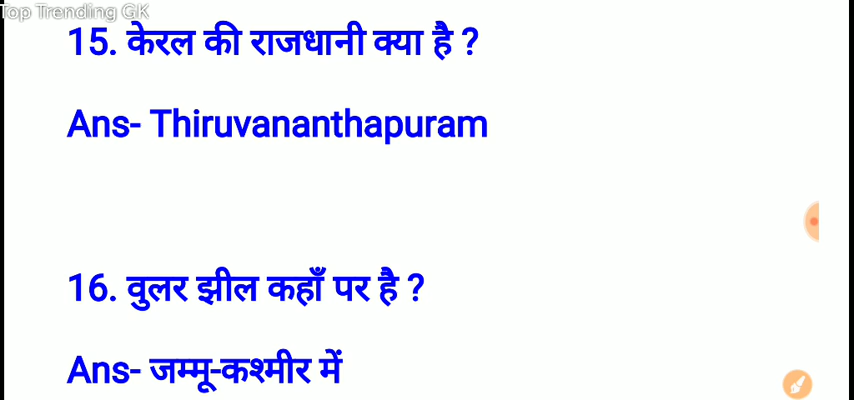 Top Trending GK
15. केरल की राजधानी क्या है ?
Ans- Thiruvananthapuram
16. वुलर झील कहाँ पर है ?
Ans- जम्मू-कश्मीर में